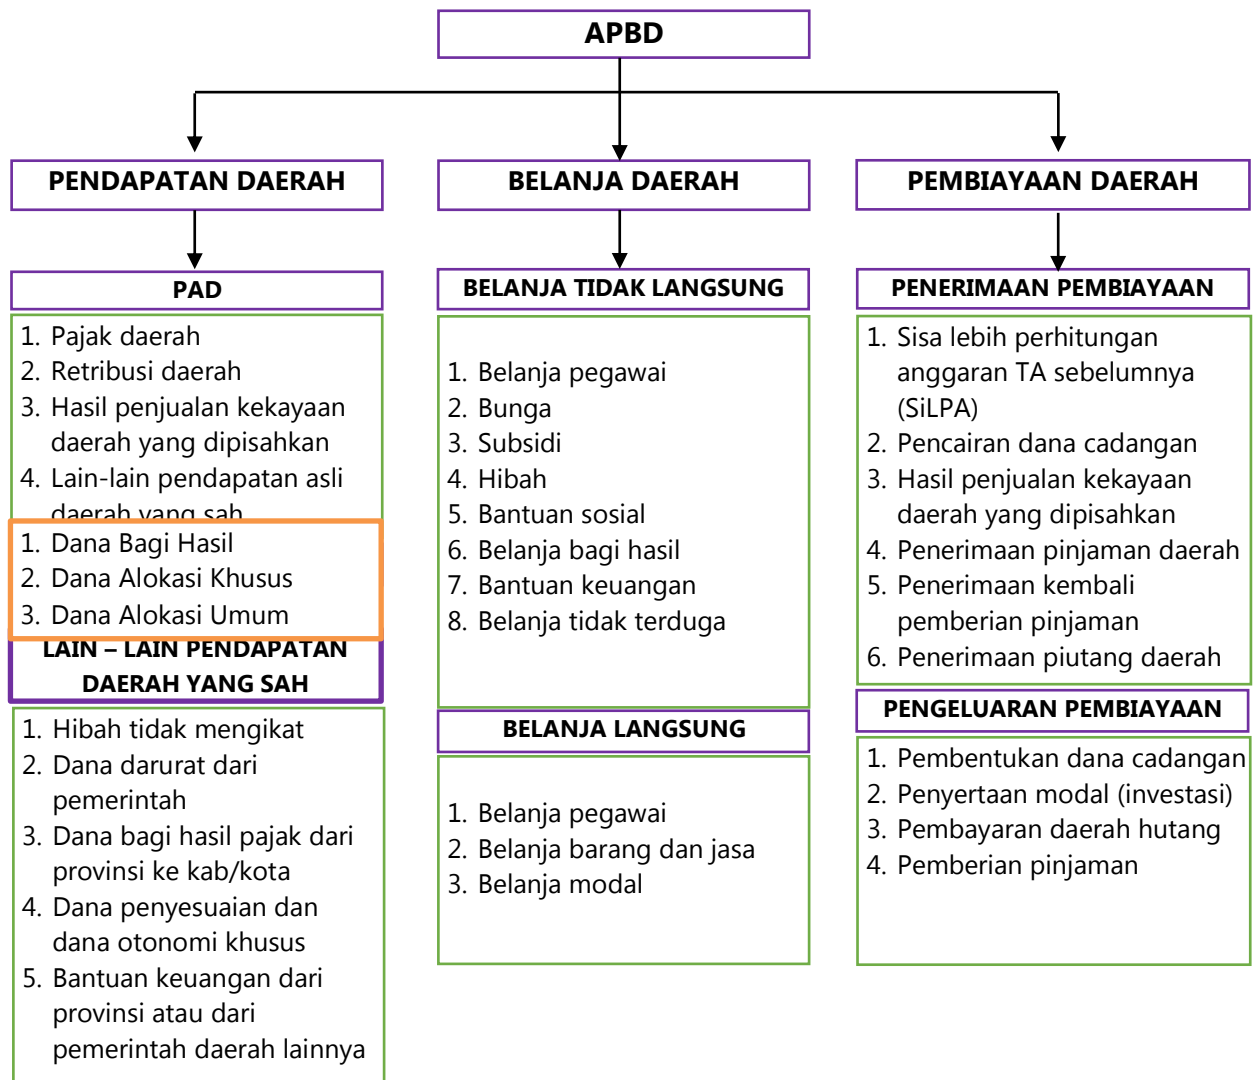 APBD
PENDAPATAN DAERAH
PAD
1. Pajak daerah
2. Retribusi daerah
3. Hasil penjualan kekayaan
daerah yang dipisahkan
4. Lain-lain pendapatan asli
daerah yang sah
1. Dana Bagi Hasil
2. Dana Alokasi Khusus
3. Dana Alokasi Umum
LAIN – LAIN PENDAPATAN
DAERAH YANG SAH
1. Hibah tidak mengikat
2. Dana darurat dari
pemerintah
3. Dana bagi hasil pajak dari
provinsi ke kab/kota
4. Dana penyesuaian dan
dana otonomi khusus
5. Bantuan keuangan dari
provinsi atau dari
pemerintah daerah lainnya
BELANJA DAERAH
BELANJA TIDAK LANGSUNG
1. Belanja pegawai
2. Bunga
3. Subsidi
4. Hibah
5. Bantuan sosial
6. Belanja bagi hasil
7. Bantuan keuangan
8. Belanja tidak terduga
BELANJA LANGSUNG
1. Belanja pegawai
2. Belanja barang dan jasa
3. Belanja modal
PEMBIAYAAN DAERAH
PENERIMAAN PEMBIAYAAN
1. Sisa lebih perhitungan
anggaran TA sebelumnya
(SiLPA)
2. Pencairan dana cadangan
3. Hasil penjualan kekayaan
daerah yang dipisahkan
4. Penerimaan pinjaman daerah
5. Penerimaan kembali
pemberian pinjaman
6. Penerimaan piutang daerah
PENGELUARAN PEMBIAYAAN
1. Pembentukan dana cadangan
2. Penyertaan modal (investasi)
3. Pembayaran daerah hutang
4. Pemberian pinjaman